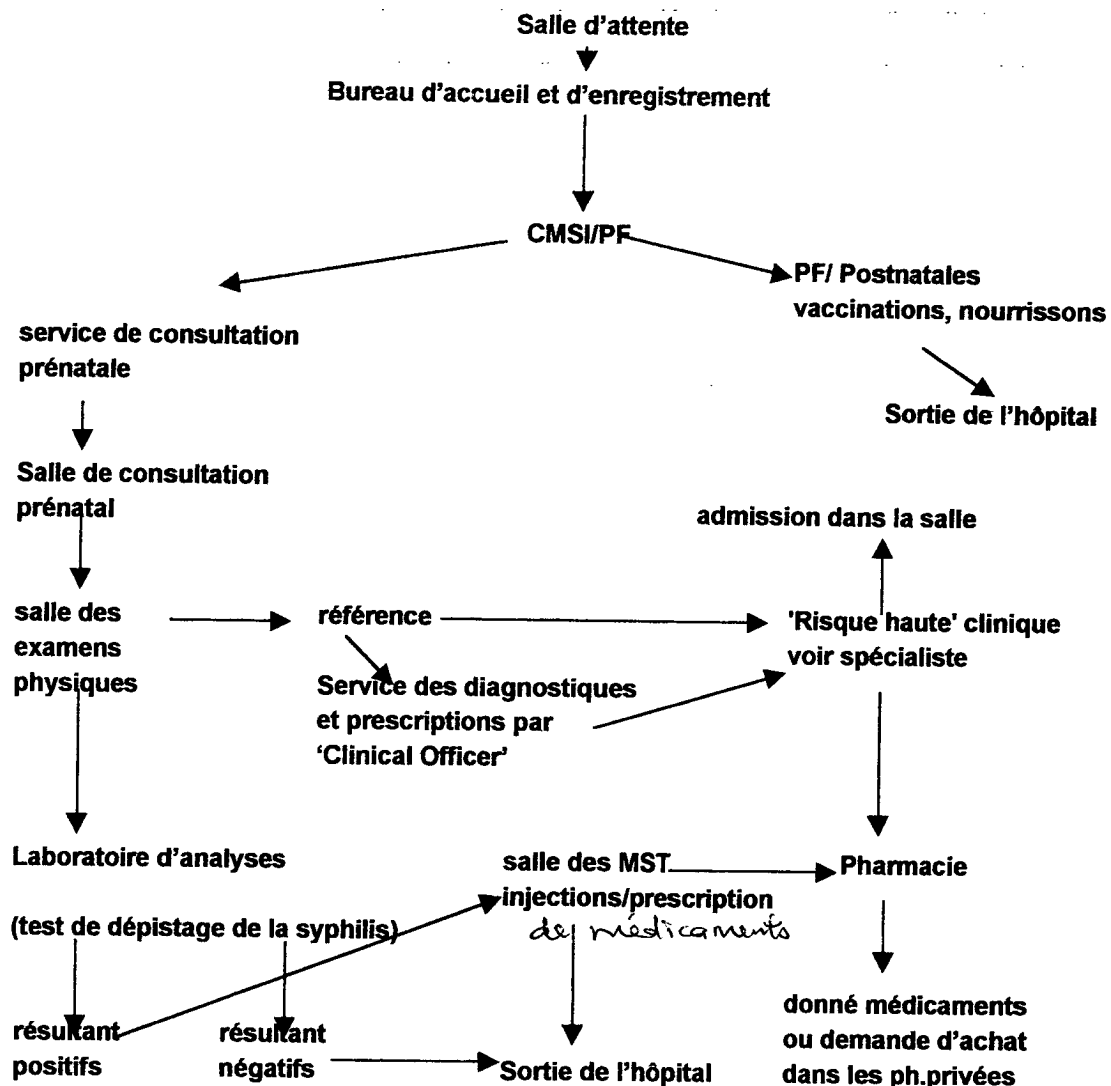 Salle d'attente
Bureau d'accueil et d'enregistrement
CMSI/PF
PF/ Postnatales
vaccinations, nourrissons
Sortie de l'hôpital
service de consultation
prénatale
Salle de consultation
prénatal
admission dans la salle
salle des
examens
physiques
référence
'Risque haute' clinique
voir spécialiste
Service des diagnostiques
et prescriptions par
‘Clinical Officer’
Laboratoire d'analyses
(test de dépistage de la syphilis)
salle des MST
injections/prescription
de médicaments
Pharmacie
résultant
positifs
résultant
négatifs
Sortie de l'hôpital
donné médicaments
ou demande d'achat
dans les ph.privées